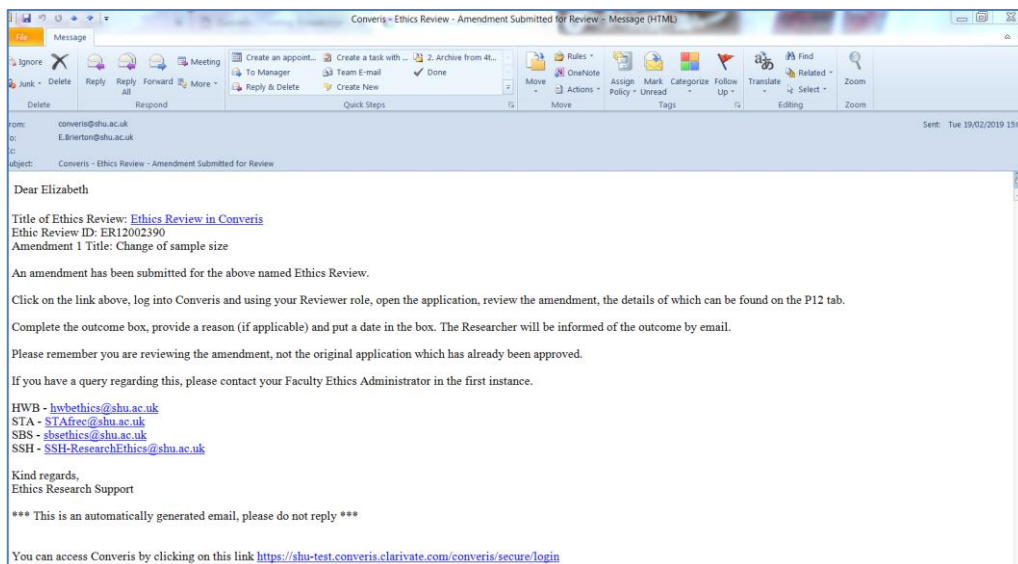 Converis - Ethics Review - Amendment Submitted for Review - Message (HTML)
File Message
Ignore
Junk Delete
Reply Reply All Forward
Meeting
More
Create an appoint... Create a task with ... 2. Archive from 4t...
To Manager Team E-mail Done
Reply & Delete Create New
Move
Rules
OneNote
Actions
Assign Policy Mark Unread Categorize Follow Up
Translate
Find
Related
Select
Zoom
Delete Respond Quick Steps Move Tags Editing Zoom
converis@shu.ac.uk Sent: Tue 19/02/2019
E.Brierton@shu.ac.uk
Converis - Ethics Review - Amendment Submitted for Review
Dear Elizabeth
Title of Ethics Review: Ethics Review in Converis
Ethic Review ID: ER12002390
Amendment 1 Title: Change of sample size
An amendment has been submitted for the above named Ethics Review.
Click on the link above, log into Converis and using your Reviewer role, open the application, review the amendment, the details of which can be found on the P12 tab.
Complete the outcome box, provide a reason (if applicable) and put a date in the box. The Researcher will be informed of the outcome by email.
Please remember you are reviewing the amendment, not the original application which has already been approved.
If you have a query regarding this, please contact your Faculty Ethics Administrator in the first instance.
HWB - hwbethics@shu.ac.uk
STA - STAfrec@shu.ac.uk
SBS - sbsethics@shu.ac.uk
SSH - SSH-ResearchEthics@shu.ac.uk
Kind regards,
Ethics Research Support
*** This is an automatically generated email, please do not reply ***
You can access Converis by clicking on this link https://shu-test.converis.clarivate.com/converis/secure/login